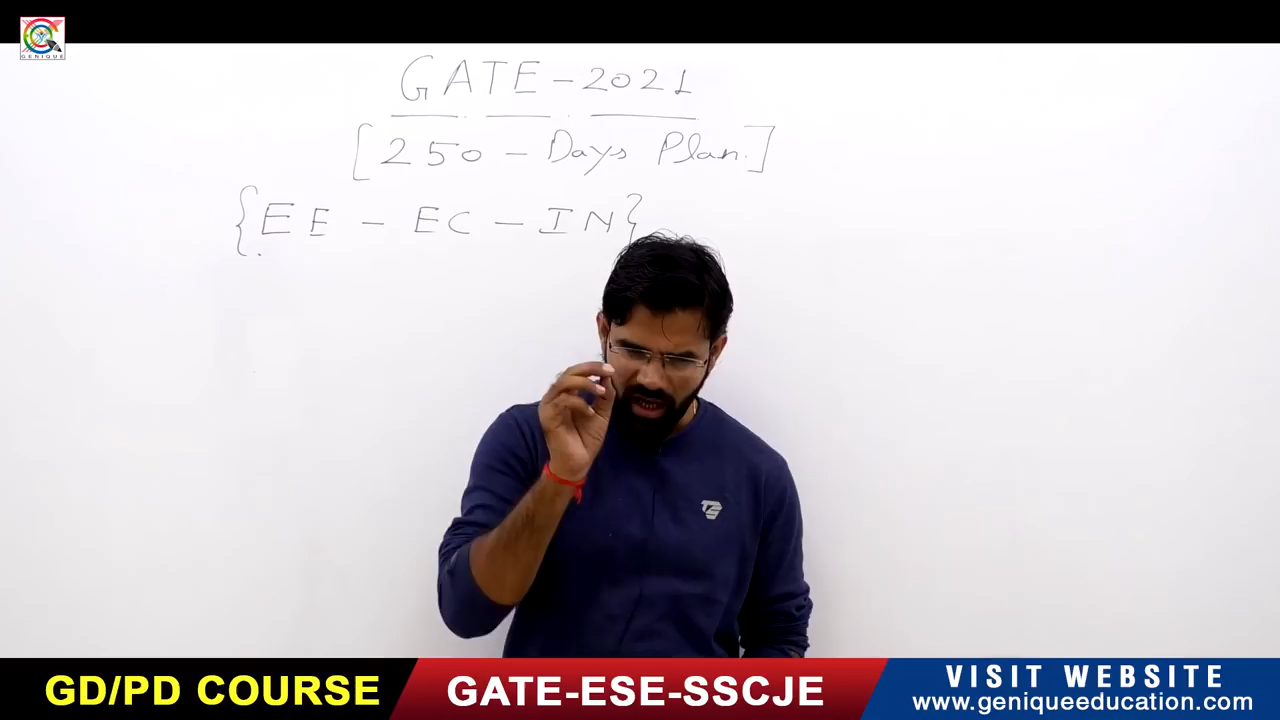 GENIQUE
GATE-2021
[250-Days Plan.]
{EE - EC - IN}
GD/PD COURSE
GATE-ESE-SSCJE
VISIT WEBSITE
www.geniqueeducation.com